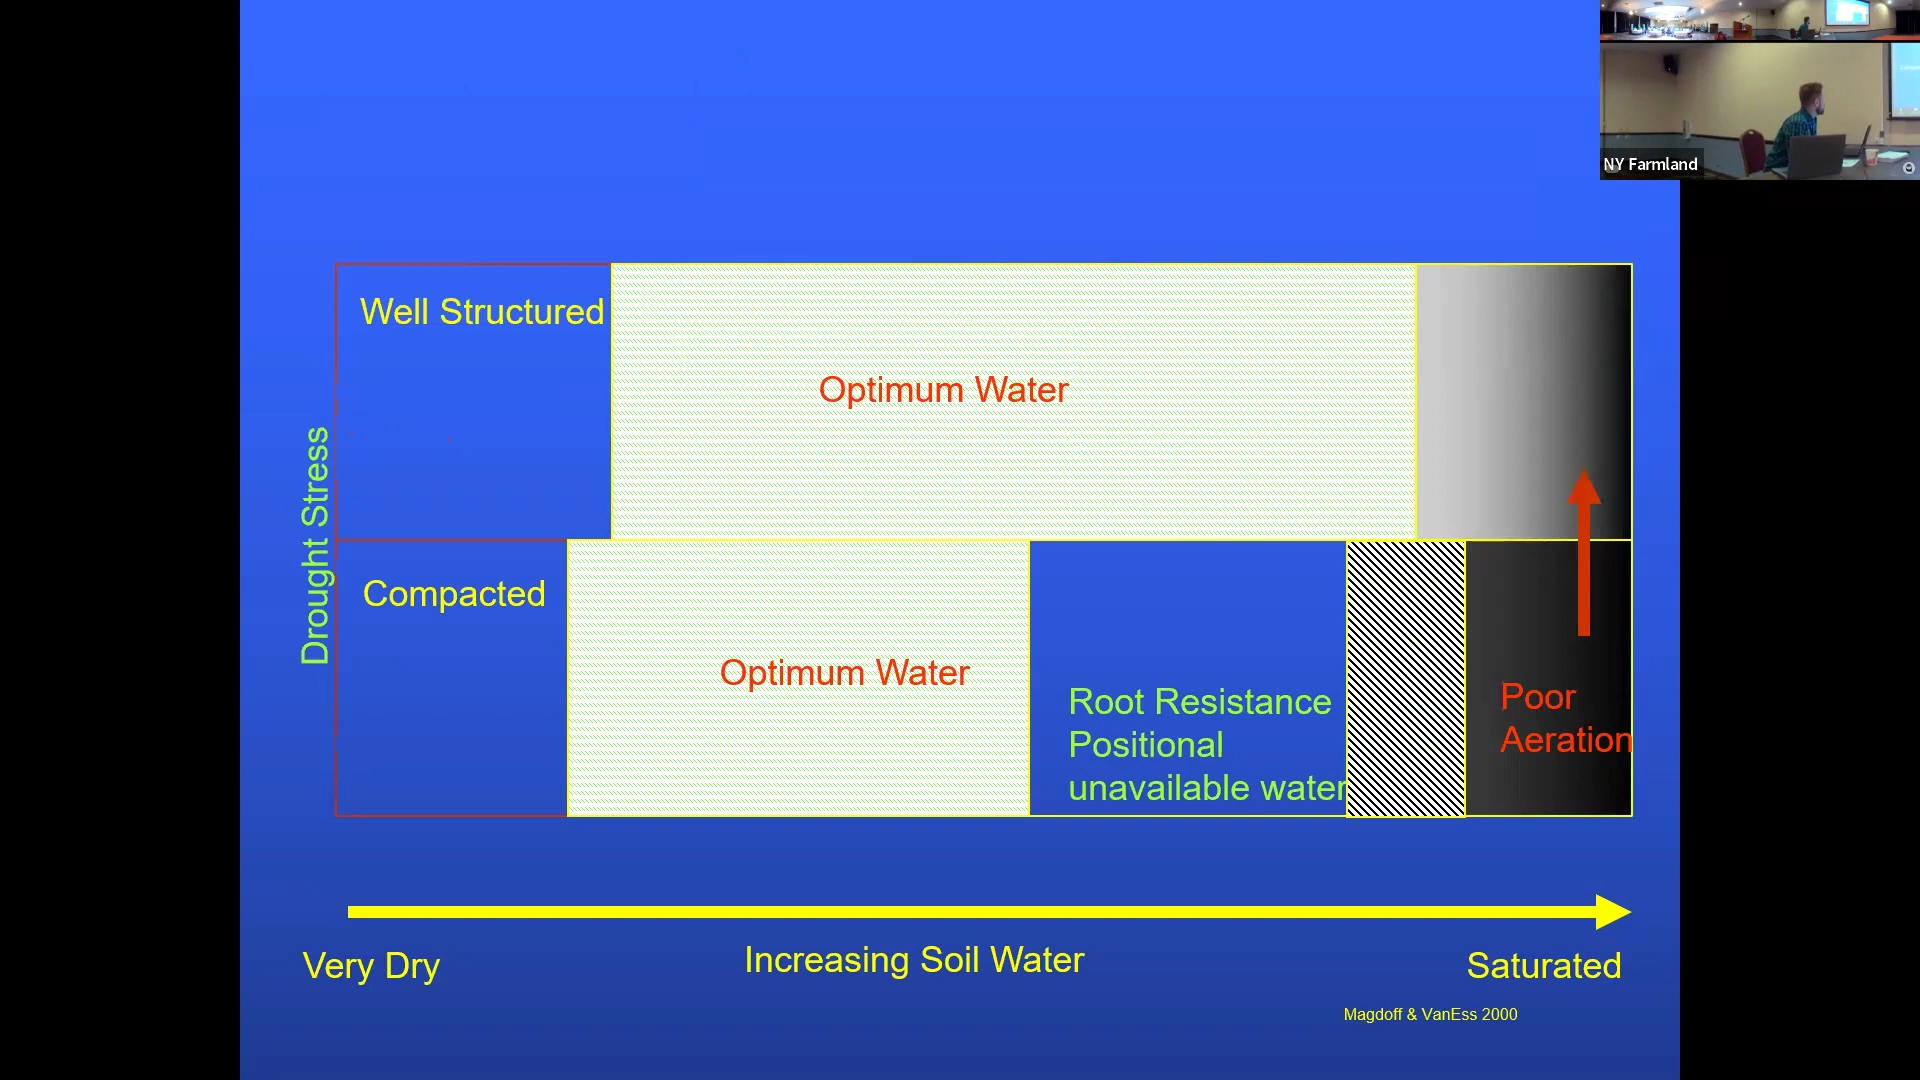 NY Farmland
Well Structured
Optimum Water
Drought Stress
Compacted
Optimum Water
Root Resistance
Positional
unavailable water
Poor
Aeration
Very Dry
Increasing Soil Water
Saturated
Magdoff & VanEss 2000